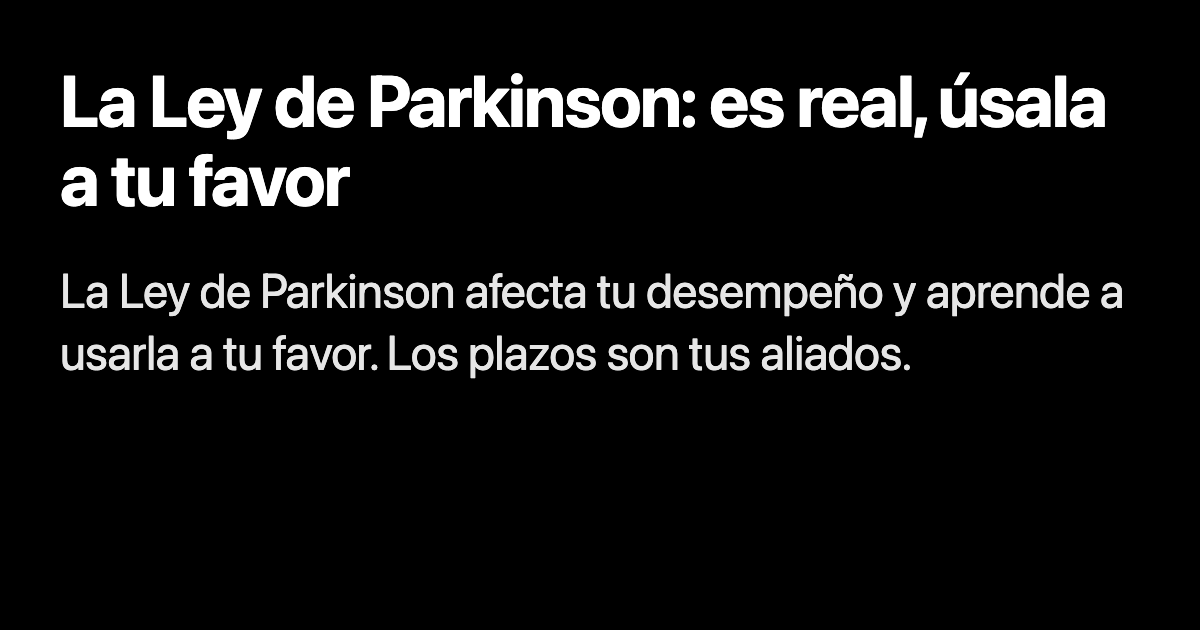 La Ley de Parkinson: es real, úsala
a tu favor
La Ley de Parkinson afecta tu desempeño y aprende a
usarla a tu favor. Los plazos son tus aliados.